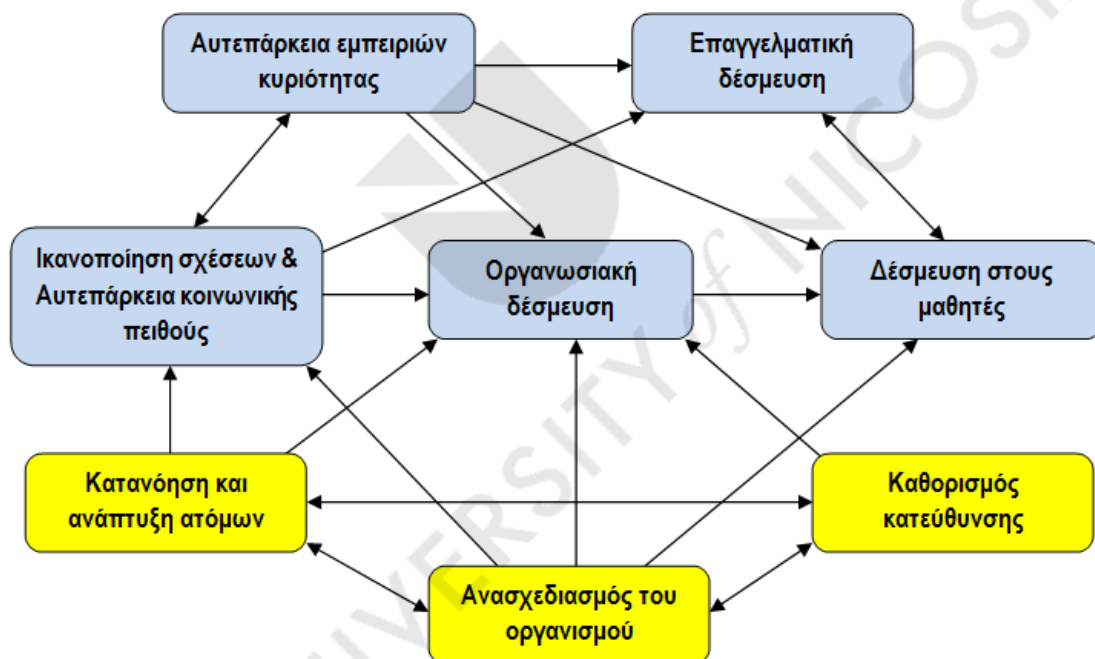 Αυτεπάρκεια εμπειριών
κυριότητας
Επαγγελματική
δέσμευση
Ικανοποίηση σχέσεων &
Αυτεπάρκεια κοινωνικής
πειθούς
Οργανωσιακή
δέσμευση
Δέσμευση στους
μαθητές
Κατανόηση και
ανάπτυξη ατόμων
Καθορισμός
κατεύθυνσης
Ανασχεδιασμός του
οργανισμού
UNIVERSITY of NICOSIA